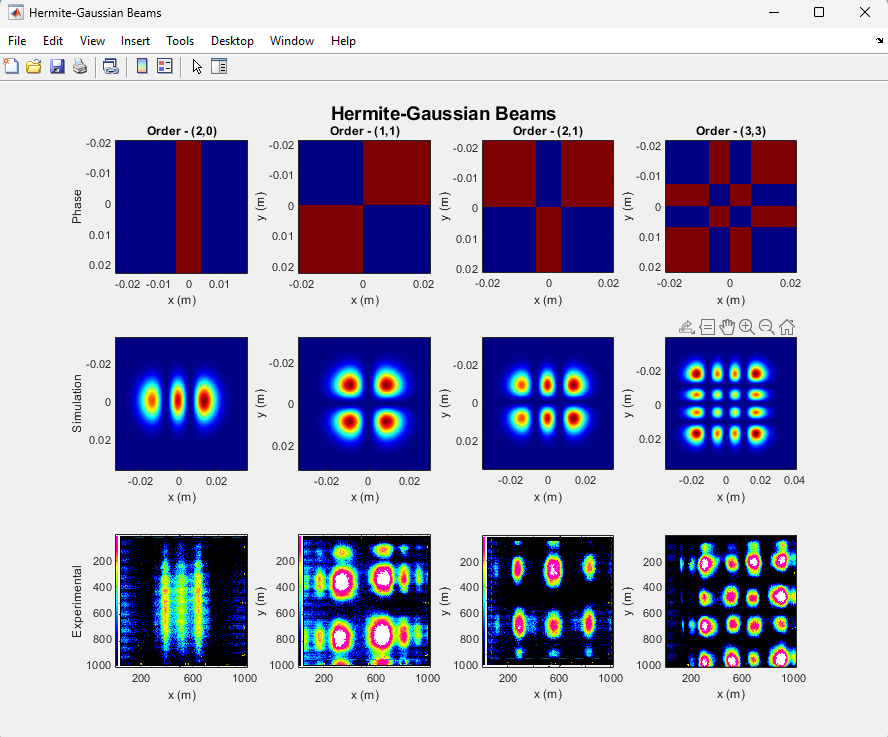 Hermite-Gaussian Beams
File Edit View Insert Tools Desktop Window Help
Hermite-Gaussian Beams
Order - (2,0) Order - (1,1) Order - (2,1) Order - (3,3)
Phase
-0.02
-0.01
0
0.01
0.02
-0.02 -0.01 0 0.01
x (m)
y (m)
-0.02
-0.01
0
0.01
0.02
-0.02 0 0.02
x (m)
y (m)
-0.02
-0.01
0
0.01
0.02
-0.02 0 0.02
x (m)
y (m)
-0.02
-0.01
0
0.01
0.02
-0.02 0 0.02
x (m)
Simulation
-0.02
0
0.02
-0.02 0 0.02
x (m)
y (m)
-0.02
0
0.02
-0.02 0 0.02
x (m)
y (m)
-0.02
0
0.02
-0.02 0 0.02
x (m)
y (m)
-0.02
0
0.02
-0.02 0 0.02 0.04
x (m)
Experimental
200
400
600
800
1000
200 600 1000
x (m)
y (m)
200
400
600
800
1000
200 600 1000
x (m)
y (m)
200
400
600
800
1000
200 600 1000
x (m)
y (m)
200
400
600
800
1000
200 600 1000
x (m)